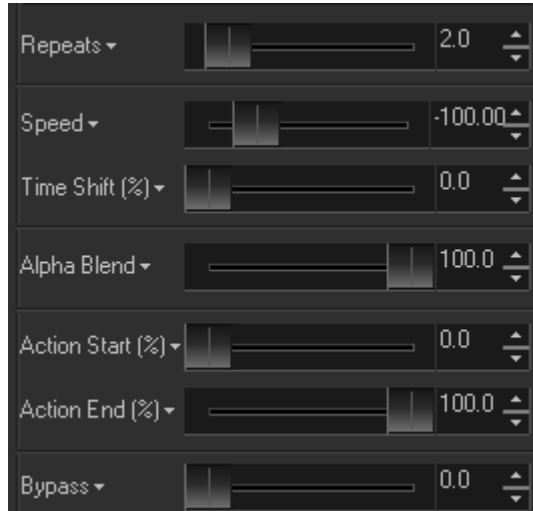 Repeats 2.0
Speed -100.00
Time Shift (%) 0.0
Alpha Blend 100.0
Action Start (%) 0.0
Action End (%) 100.0
Bypass 0.0